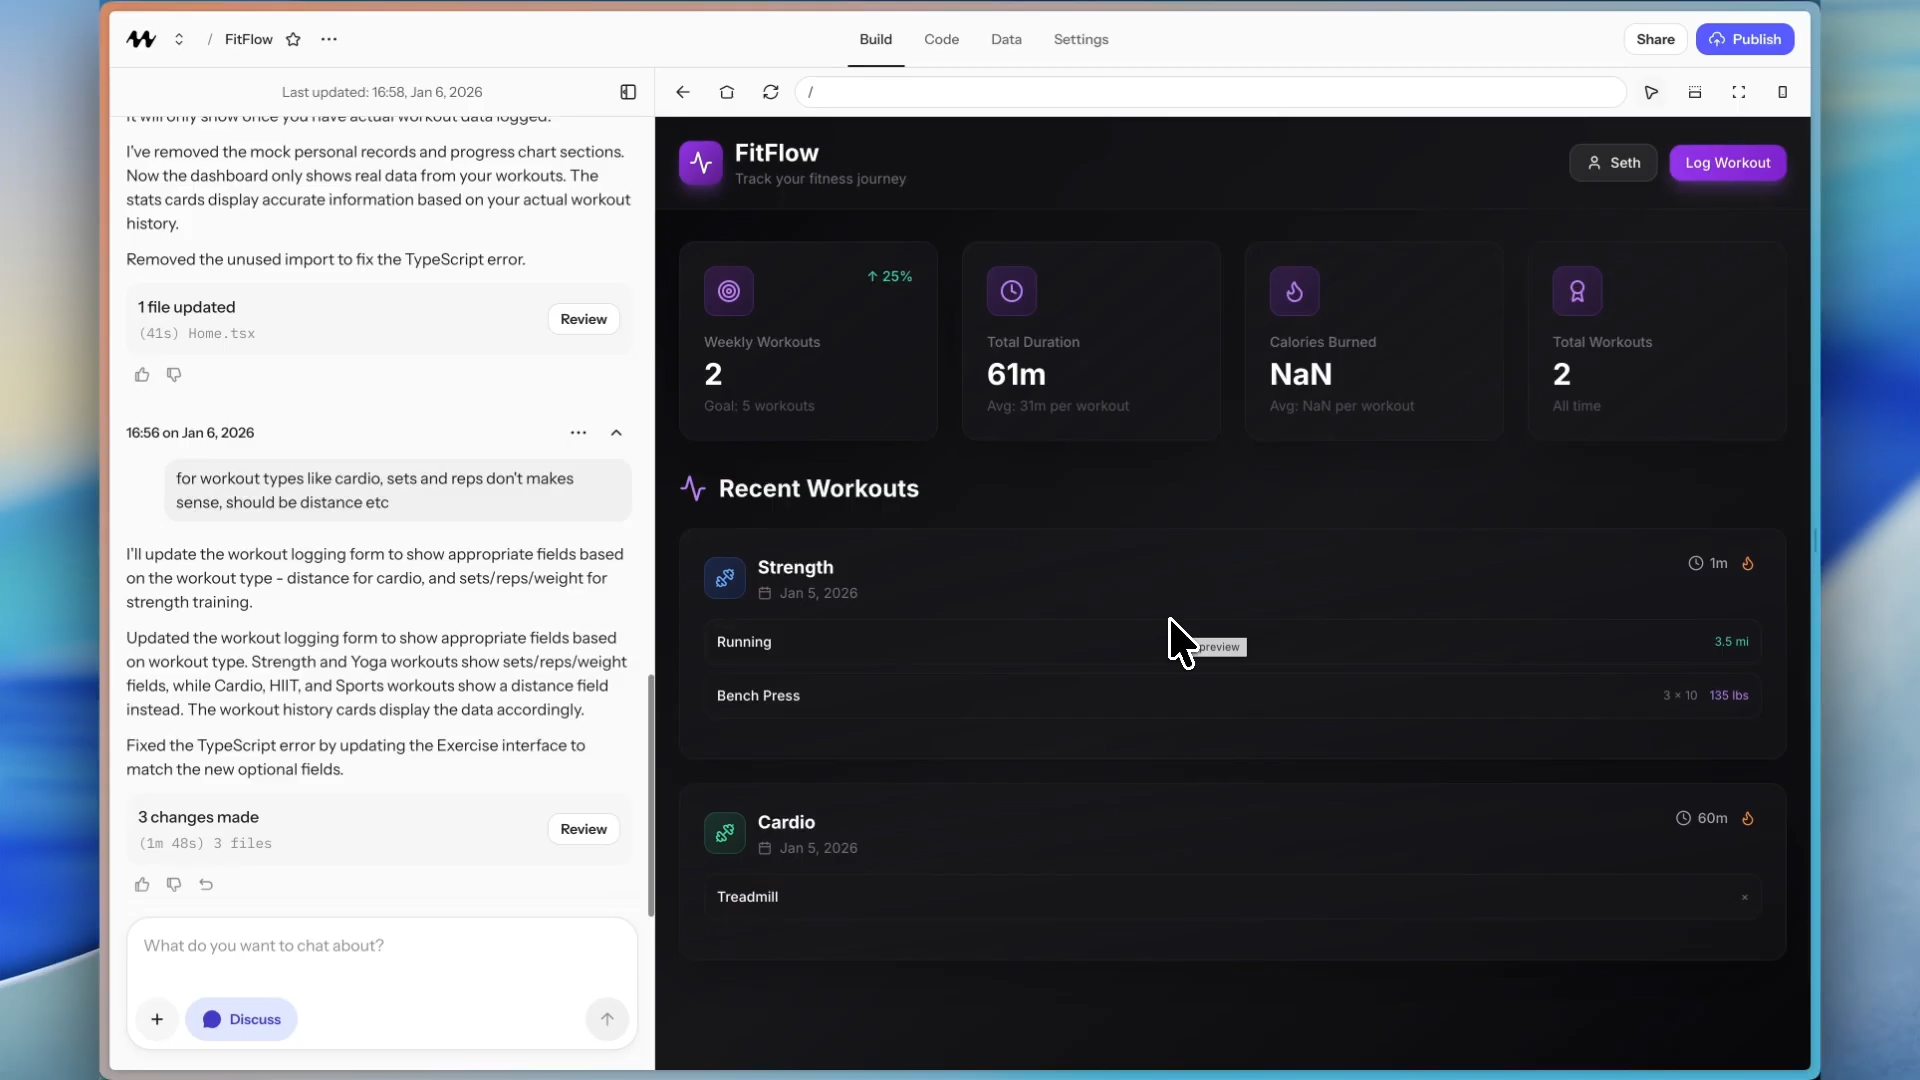 / FitFlow
Build Code Data Settings
Share Publish
Last updated: 16:58, Jan 6, 2026
/
It will only show once you have actual workout data logged.
I've removed the mock personal records and progress chart sections.
Now the dashboard only shows real data from your workouts. The
stats cards display accurate information based on your actual workout
history.
Removed the unused import to fix the TypeScript error.
1 file updated
(41s) Home.tsx
Review
16:56 on Jan 6, 2026
for workout types like cardio, sets and reps don't makes
sense, should be distance etc
I'll update the workout logging form to show appropriate fields based
on the workout type - distance for cardio, and sets/reps/weight for
strength training.
Updated the workout logging form to show appropriate fields based
on workout type. Strength and Yoga workouts show sets/reps/weight
fields, while Cardio, HIIT, and Sports workouts show a distance field
instead. The workout history cards display the data accordingly.
Fixed the TypeScript error by updating the Exercise interface to
match the new optional fields.
3 changes made
(1m 48s) 3 files
Review
What do you want to chat about?
+ Discuss
FitFlow
Track your fitness journey
Seth
Log Workout
↑ 25%
Weekly Workouts
2
Goal: 5 workouts
Total Duration
61m
Avg: 31m per workout
Calories Burned
NaN
Avg: NaN per workout
Total Workouts
2
All time
Recent Workouts
Strength
Jan 5, 2026
1m
Running
3.5 mi
preview
Bench Press
3 × 10 135 lbs
Cardio
Jan 5, 2026
60m
Treadmill
×